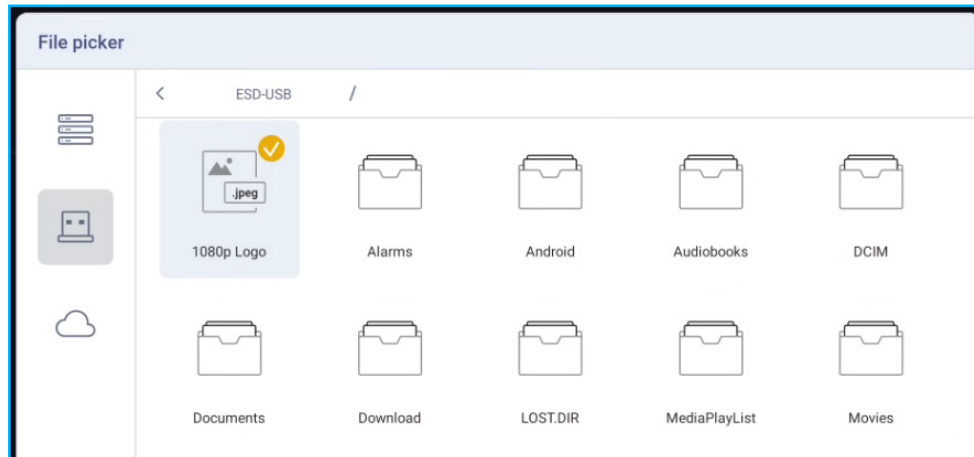 File picker
ESD-USB /
.jpeg
1080p Logo Alarms Android Audiobooks DCIM
Documents Download LOST.DIR MediaPlayList Movies